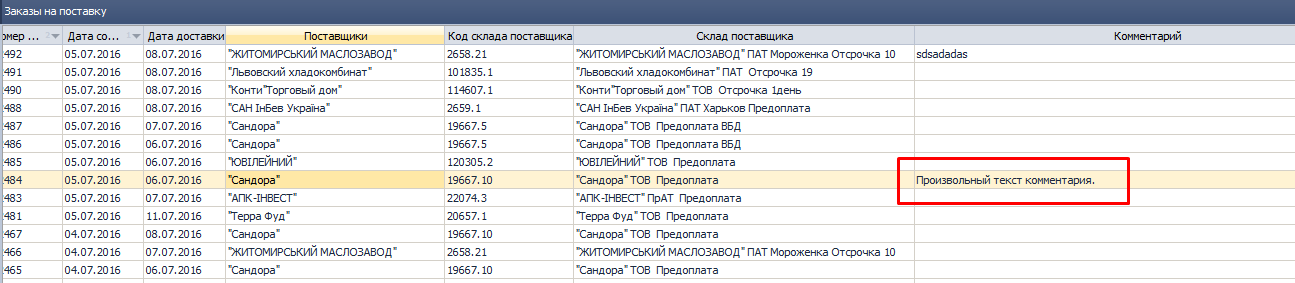 Заказы на поставку
омер ... Дата со... Дата доставки Поставщики Код склада поставщика Склад поставщика Комментарий
492 05.07.2016 08.07.2016 "ЖИТОМИРСЬКИЙ МАСЛОЗАВОД" 2658.21 "ЖИТОМИРСЬКИЙ МАСЛОЗАВОД" ПАТ Мороженка Отсрочка 10 sdsadadas
491 05.07.2016 08.07.2016 "Львовский хладокомбинат" 101835.1 "Львовский хладокомбинат" ПАТ Отсрочка 19
490 05.07.2016 08.07.2016 "Конти"Торговый дом" 114607.1 "Конти"Торговый дом" ТОВ Отсрочка 1день
488 05.07.2016 08.07.2016 "САН ІнБев Україна" 2659.1 "САН ІнБев Україна" ПАТ Харьков Предоплата
487 05.07.2016 07.07.2016 "Сандора" 19667.5 "Сандора" ТОВ Предоплата ВБД
486 05.07.2016 06.07.2016 "Сандора" 19667.5 "Сандора" ТОВ Предоплата ВБД
485 05.07.2016 06.07.2016 "ЮВІЛЕЙНИЙ" 120305.2 "ЮВІЛЕЙНИЙ" ТОВ Предоплата
484 05.07.2016 06.07.2016 "Сандора" 19667.10 "Сандора" ТОВ Предоплата Произвольный текст комментария.
483 05.07.2016 07.07.2016 "АПК-ІНВЕСТ" 22074.3 "АПК-ІНВЕСТ" ПрАТ Предоплата
481 05.07.2016 11.07.2016 "Терра Фуд" 20657.1 "Терра Фуд" ТОВ Предоплата
467 04.07.2016 08.07.2016 "Сандора" 19667.10 "Сандора" ТОВ Предоплата
466 04.07.2016 07.07.2016 "ЖИТОМИРСЬКИЙ МАСЛОЗАВОД" 2658.21 "ЖИТОМИРСЬКИЙ МАСЛОЗАВОД" ПАТ Мороженка Отсрочка 10
465 04.07.2016 06.07.2016 "Сандора" 19667.10 "Сандора" ТОВ Предоплата